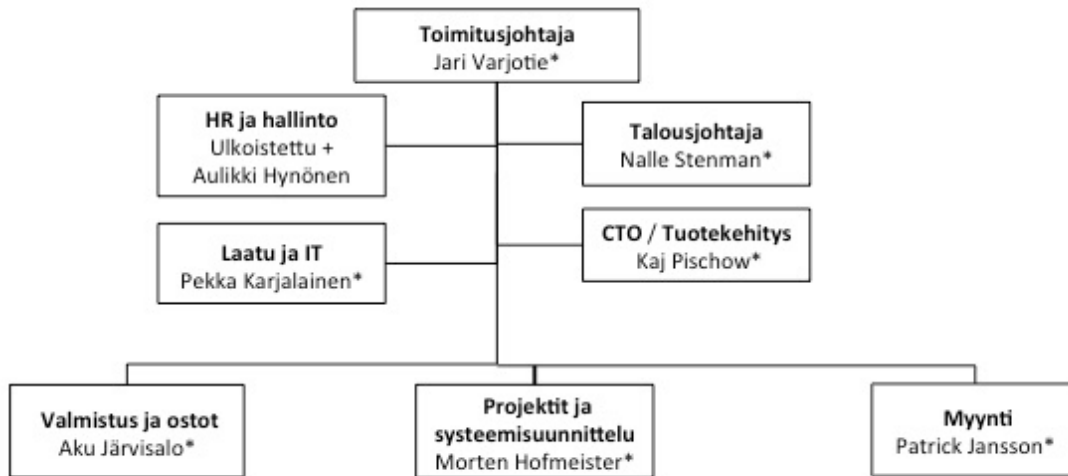 Toimitusjohtaja
Jari Varjotie*
HR ja hallinto
Ulkoistettu +
Aulikki Hynönen
Talousjohtaja
Nalle Stenman*
Laatu ja IT
Pekka Karjalainen*
CTO / Tuotekehitys
Kaj Pischow*
Valmistus ja ostot
Aku Järvisalo*
Projektit ja
systeemisuunnittelu
Morten Hofmeister*
Myynti
Patrick Jansson*